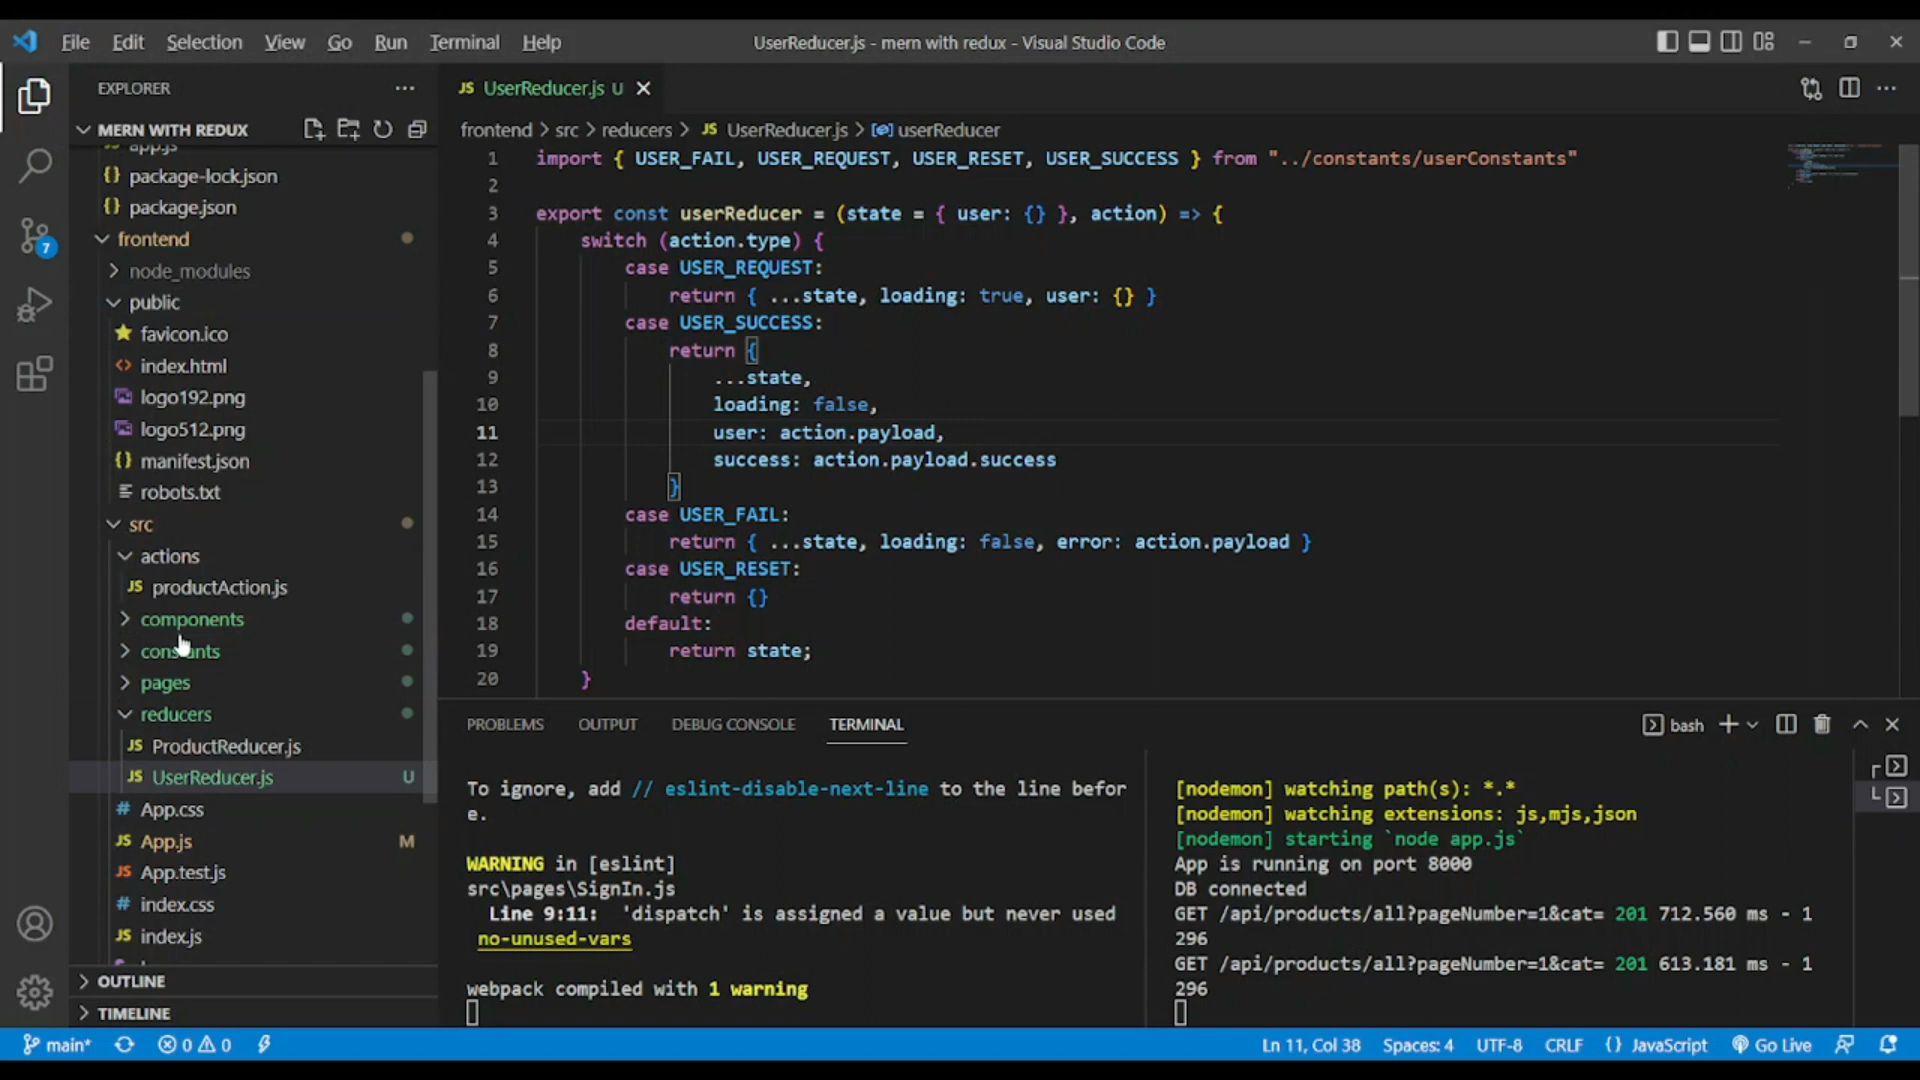 File Edit Selection View Go Run Terminal Help
UserReducer.js - mern with redux - Visual Studio Code
EXPLORER
MERN WITH REDUX
app.js
package-lock.json
package.json
frontend
node_modules
public
favicon.ico
index.html
logo192.png
logo512.png
manifest.json
robots.txt
src
actions
JS productAction.js
components
constants
pages
reducers
JS ProductReducer.js
JS UserReducer.js U
# App.css
JS App.js M
JS App.test.js
# index.css
JS index.js
OUTLINE
TIMELINE
7
JS UserReducer.js U
frontend > src > reducers > JS UserReducer.js > userReducer
1 import { USER_FAIL, USER_REQUEST, USER_RESET, USER_SUCCESS } from "../constants/userConstants"
2
3 export const userReducer = (state = { user: {} }, action) => {
4 switch (action.type) {
5 case USER_REQUEST:
6 return { ...state, loading: true, user: {} }
7 case USER_SUCCESS:
8 return {
9 ...state,
10 loading: false,
11 user: action.payload,
12 success: action.payload.success
13 }
14 case USER_FAIL:
15 return { ...state, loading: false, error: action.payload }
16 case USER_RESET:
17 return {}
18 default:
19 return state;
20 }
PROBLEMS OUTPUT DEBUG CONSOLE TERMINAL
bash
To ignore, add // eslint-disable-next-line to the line befor
e.
WARNING in [eslint]
src\pages\SignIn.js
Line 9:11: 'dispatch' is assigned a value but never used
no-unused-vars
webpack compiled with 1 warning
[nodemon] watching path(s): *.*
[nodemon] watching extensions: js,mjs,json
[nodemon] starting `node app.js`
App is running on port 8000
DB connected
GET /api/products/all?pageNumber=1&cat= 201 712.560 ms - 1
296
GET /api/products/all?pageNumber=1&cat= 201 613.181 ms - 1
296
main* 0 0
Ln 11, Col 38 Spaces: 4 UTF-8 CRLF {} JavaScript Go Live